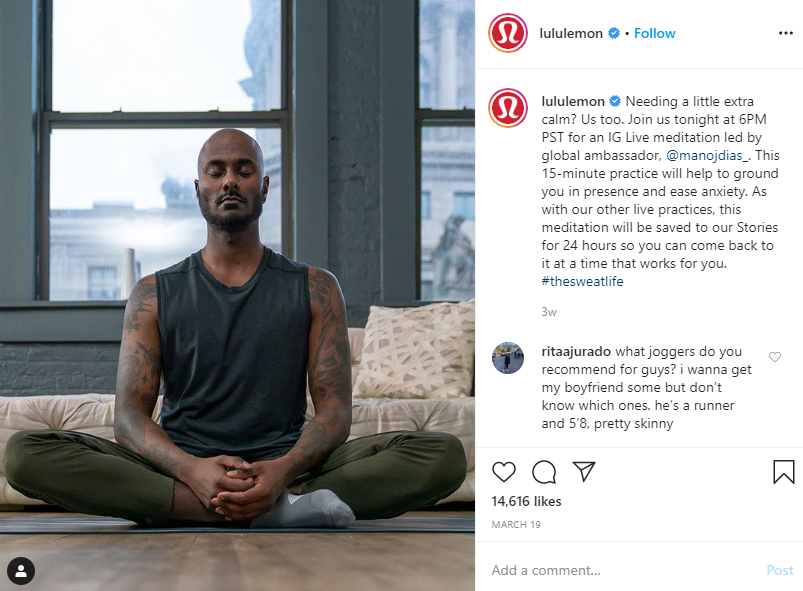 lululemon • Follow
lululemon Needing a little extra
calm? Us too. Join us tonight at 6PM
PST for an IG Live meditation led by
global ambassador, @manojdias_. This
15-minute practice will help to ground
you in presence and ease anxiety. As
with our other live practices, this
meditation will be saved to our Stories
for 24 hours so you can come back to
it at a time that works for you.
#thesweatlife
3w
ritaajurado what joggers do you
recommend for guys? i wanna get
my boyfriend some but don't
know which ones. he's a runner
and 5'8, pretty skinny
14,616 likes
MARCH 19
Add a comment... Post